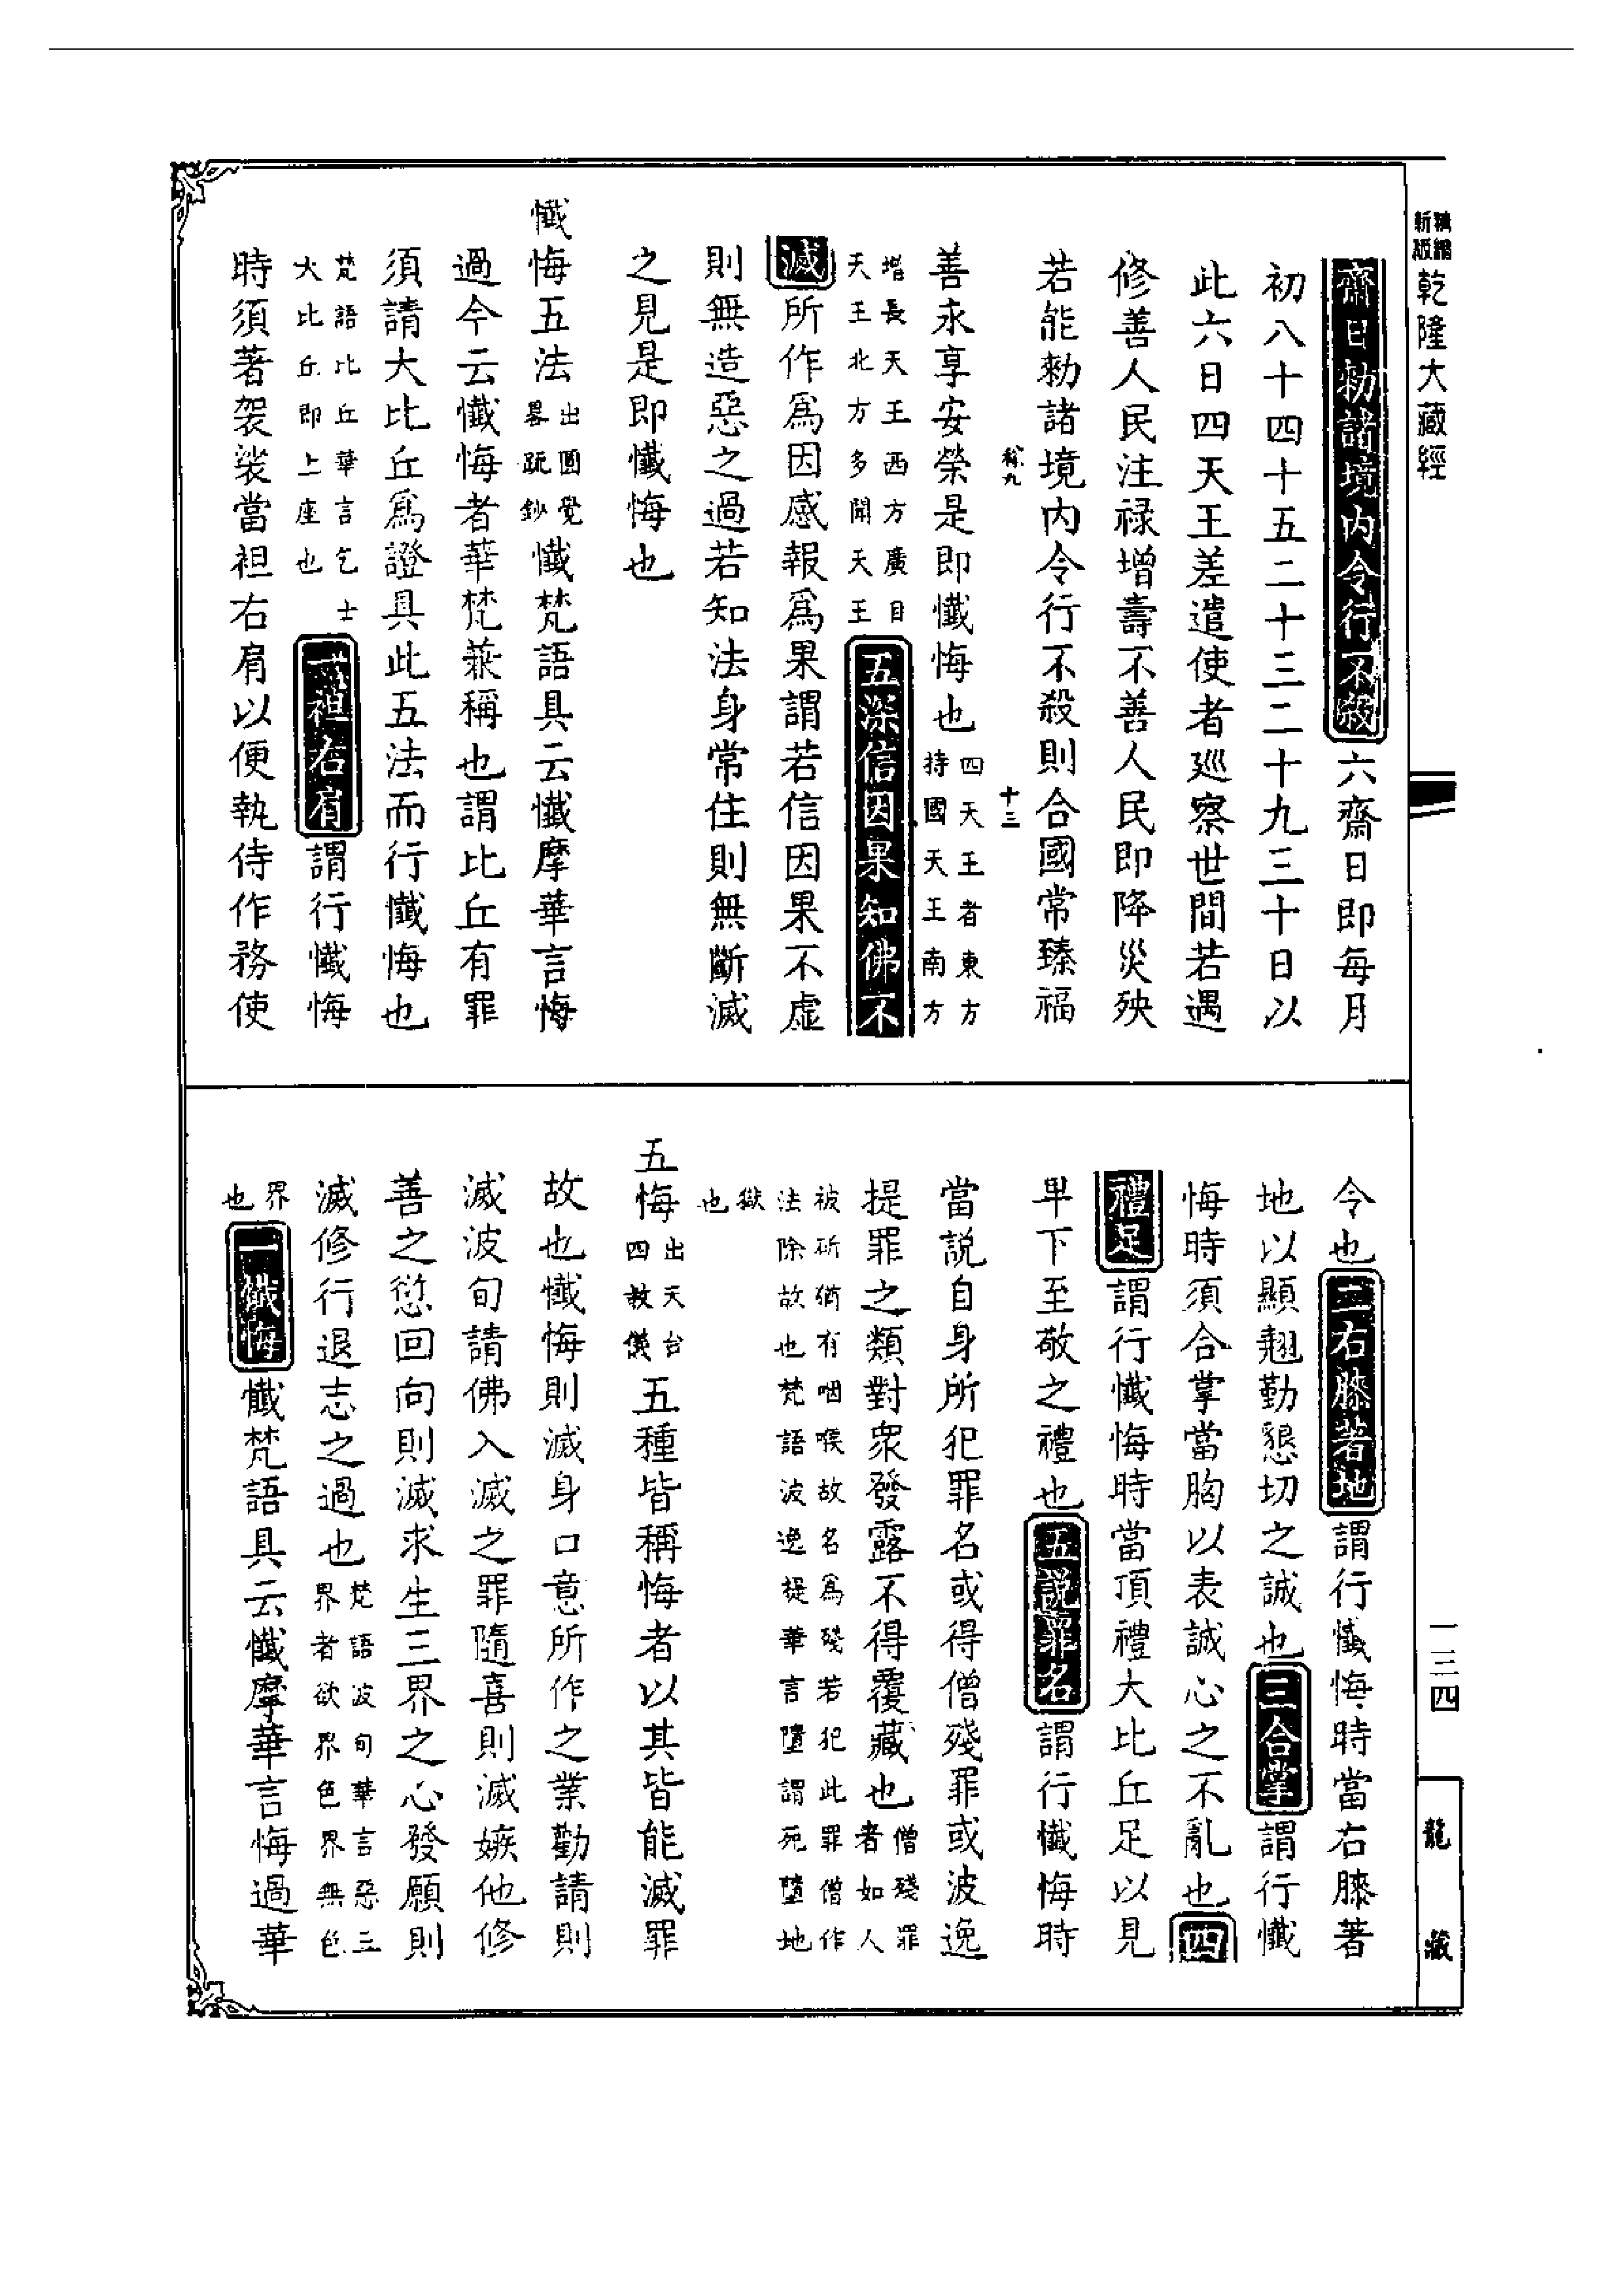 精縮新版
乾隆大藏經
齋日勑諸境內令行不殺六齋日即每月
初八十四十五二十三二十九三十日以
此六日四天王差遣使者巡察世間若遇
修善人民注祿增壽不善人民即降災殃
若能勑諸境內令行不殺則合國常臻福
十三
善永享安榮是即懺悔也四天王者東方持國天王南方
增長天王西方廣目天王北方多聞天王五深信因果知佛不
滅所作爲因感報爲果謂若信因果不虛
則無造惡之過若知法身常住則無斷滅
之見是即懺悔也
懺悔五法出圓覺畧䟽鈔懺梵語具云懺摩華言悔
過今云懺悔者華梵兼稱也謂比丘有罪
須請大比丘爲證具此五法而行懺悔也
梵語比丘華言乞士大比丘即上座也一袒右肩謂行懺悔
時須著袈裟當袒右肩以便執侍作務使
令也二右膝著地謂行懺悔時當右膝著
地以顯翹勤懇切之誠也三合掌謂行懺
悔時須合掌當胸以表誠心之不亂也四
禮足謂行懺悔時當頂禮大比丘足以見
卑下至敬之禮也五說罪名謂行懺悔時
當說自身所犯罪名或得僧殘罪或波逸
提罪之類對衆發露不得覆藏也僧殘罪者如人
被斫猶有咽喉故名爲殘若犯此罪僧作法除故也梵語波逸提華言墮謂死墮地
獄也
五悔出天台四教儀五種皆稱悔者以其皆能滅罪
故也懺悔則滅身口意所作之業勸請則
滅波旬請佛入滅之罪隨喜則滅嫉他修
善之愆回向則滅求生三界之心發願則
滅修行退志之過也梵語波旬華言惡三界者欲界色界無色
界也一懺悔懺梵語具云懺摩華言悔過華
一三四
龍藏